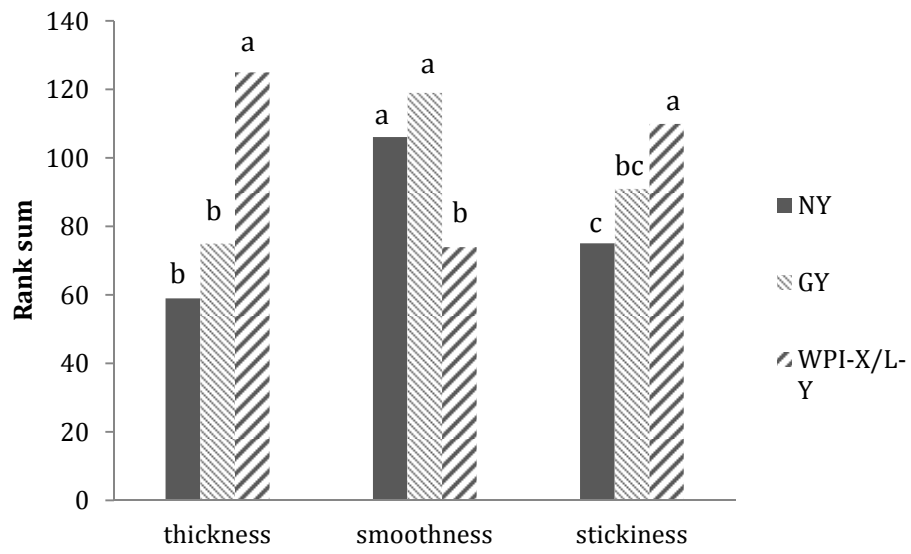 140
120
100
80
60
40
20
0
Rank sum
b
b
a
a
a
b
c
bc
a
thickness
smoothness
stickiness
NY
GY
WPI-X/L-
Y